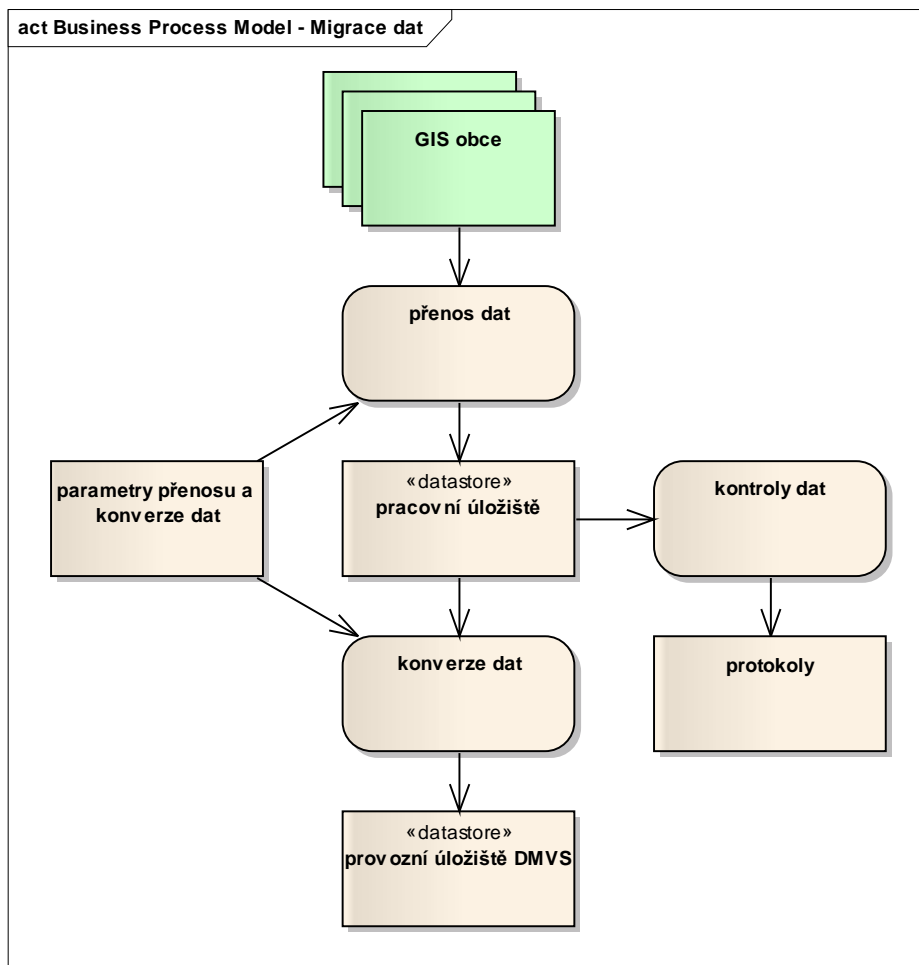 act Business Process Model - Migrace dat
GIS obce
přenos dat
parametry přenosu a
konverze dat
«datastore»
pracovní úložiště
kontroly dat
konverze dat
protokoly
«datastore»
provozní úložiště DMVS